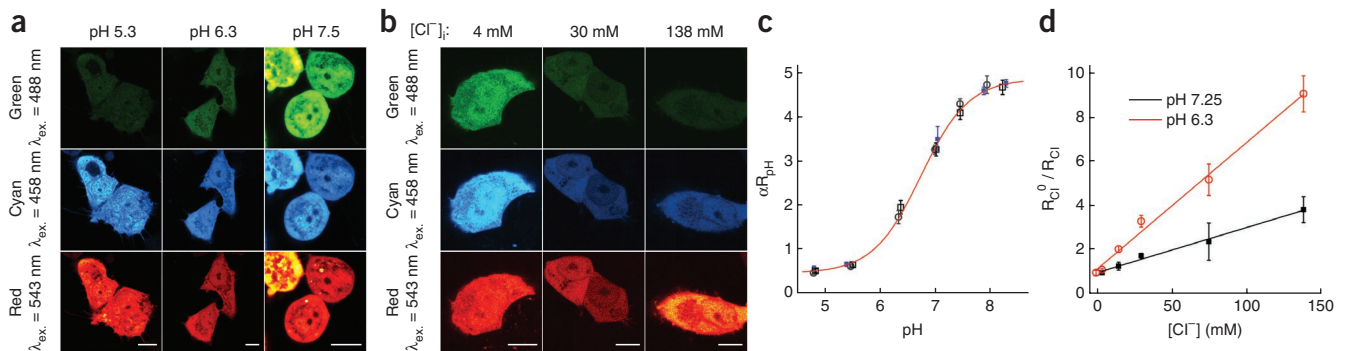 a
pH 5.3 pH 6.3 pH 7.5
Green
λex. = 488 nm
Cyan
λex. = 458 nm
Red
λex. = 543 nm
b
[Cl–]i: 4 mM 30 mM 138 mM
Green
λex. = 488 nm
Cyan
λex. = 458 nm
Red
λex. = 543 nm
c
αRpH
5
4
3
2
1
0
5 6 7 8
pH
d
RCl0 / RCl
10
8
6
4
2
0
pH 7.25
pH 6.3
0 50 100 150
[Cl–] (mM)